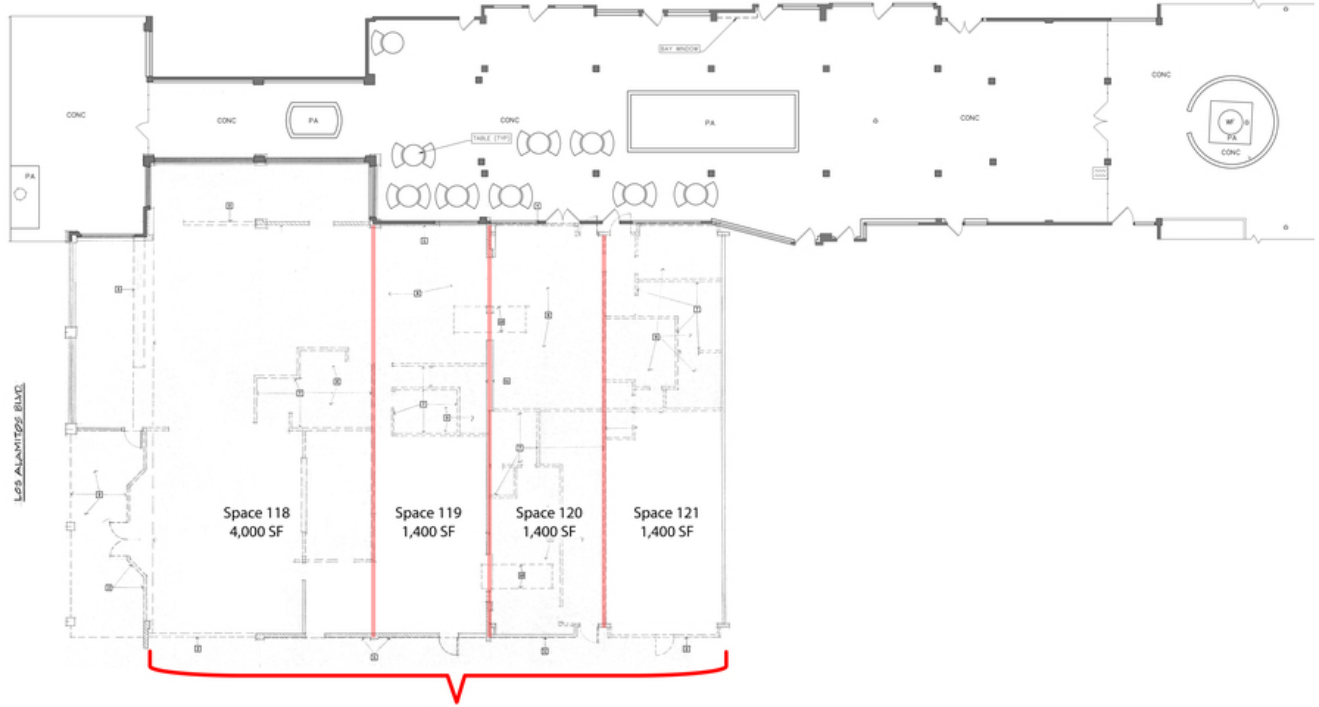 BAY WINDOW
CONC
CONC
PA
CONC
PA
CONC
WF
PA
CONC
TABLE (TYP)
PA
LOS ALAMITOS BLVD.
Space 118
4,000 SF
Space 119
1,400 SF
Space 120
1,400 SF
Space 121
1,400 SF